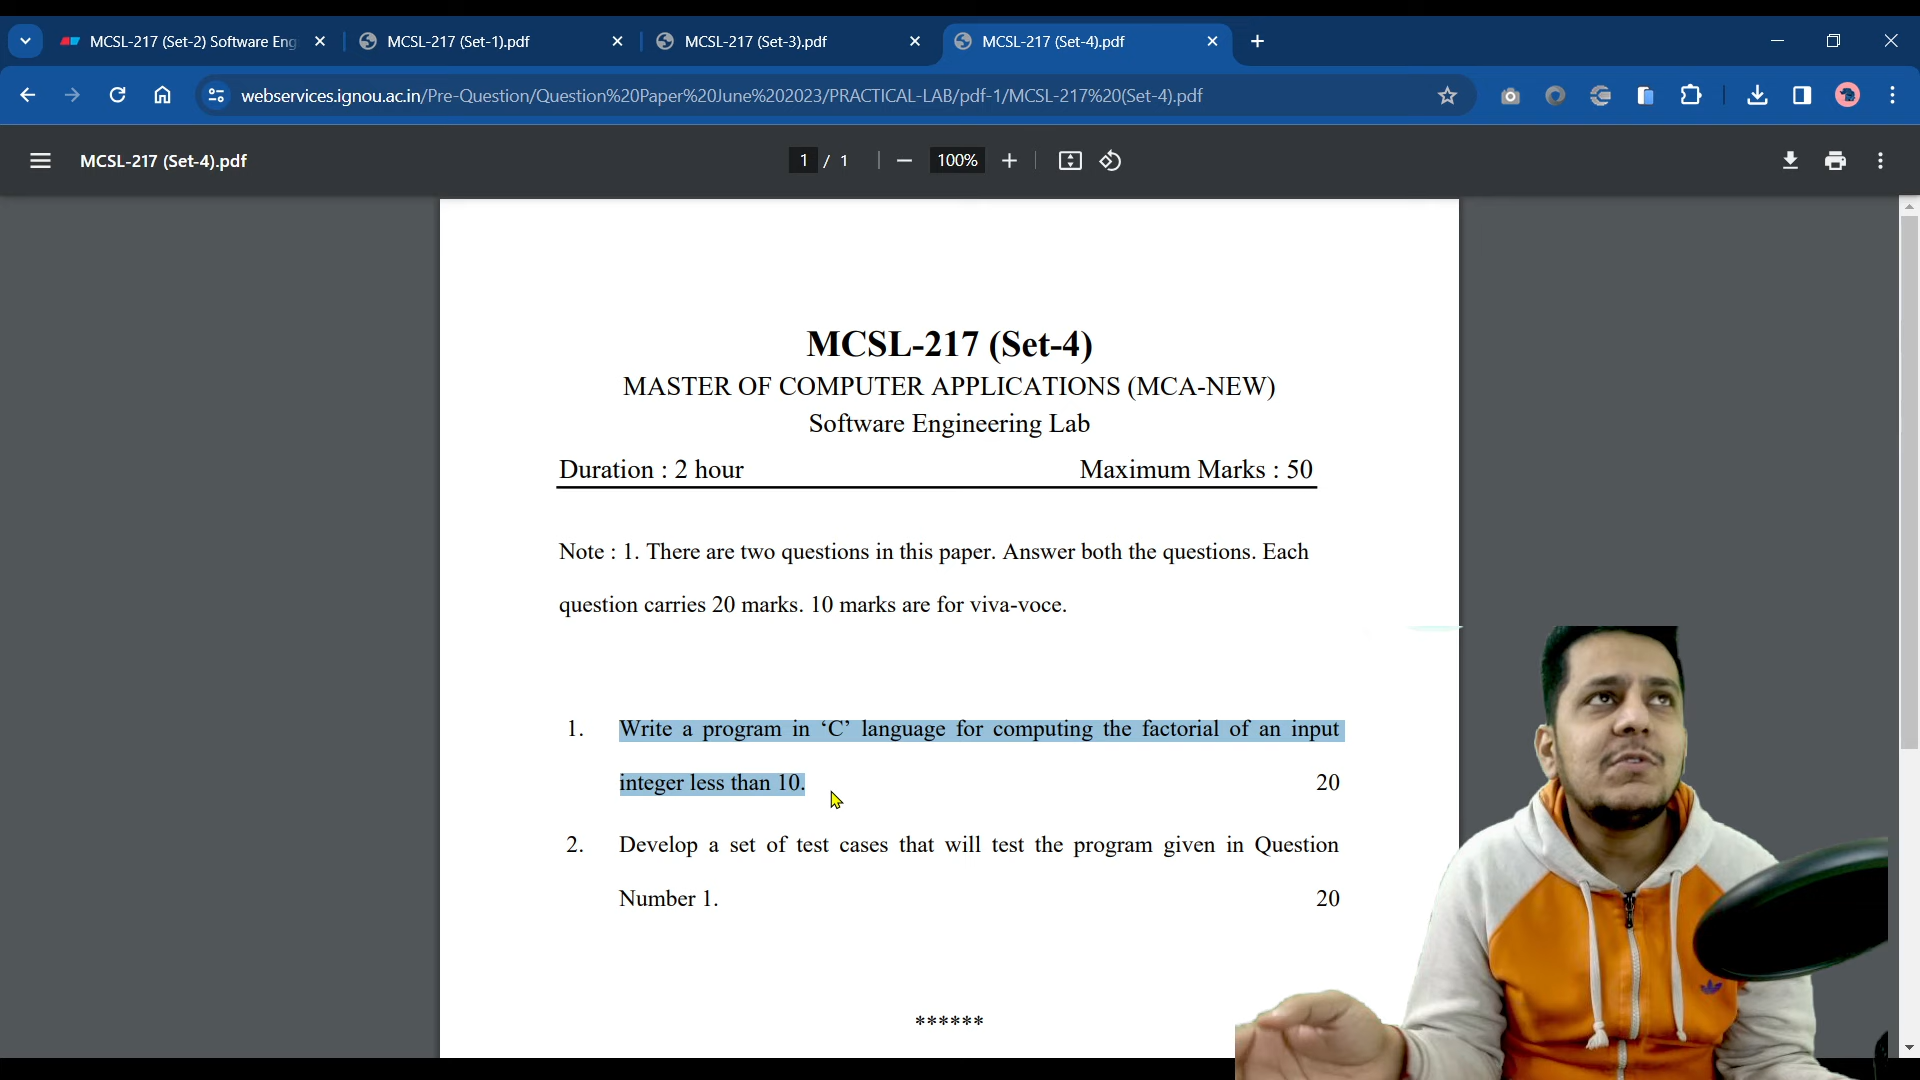 MCSL-217 (Set-2) Software Eng
MCSL-217 (Set-1).pdf
MCSL-217 (Set-3).pdf
MCSL-217 (Set-4).pdf
webservices.ignou.ac.in/Pre-Question/Question%20Paper%20June%202023/PRACTICAL-LAB/pdf-1/MCSL-217%20(Set-4).pdf
MCSL-217 (Set-4).pdf
1 / 1
100%
MCSL-217 (Set-4)
MASTER OF COMPUTER APPLICATIONS (MCA-NEW)
Software Engineering Lab
Duration : 2 hour Maximum Marks : 50
Note : 1. There are two questions in this paper. Answer both the questions. Each
question carries 20 marks. 10 marks are for viva-voce.
1. Write a program in ‘C’ language for computing the factorial of an input
integer less than 10. 20
2. Develop a set of test cases that will test the program given in Question
Number 1. 20
******